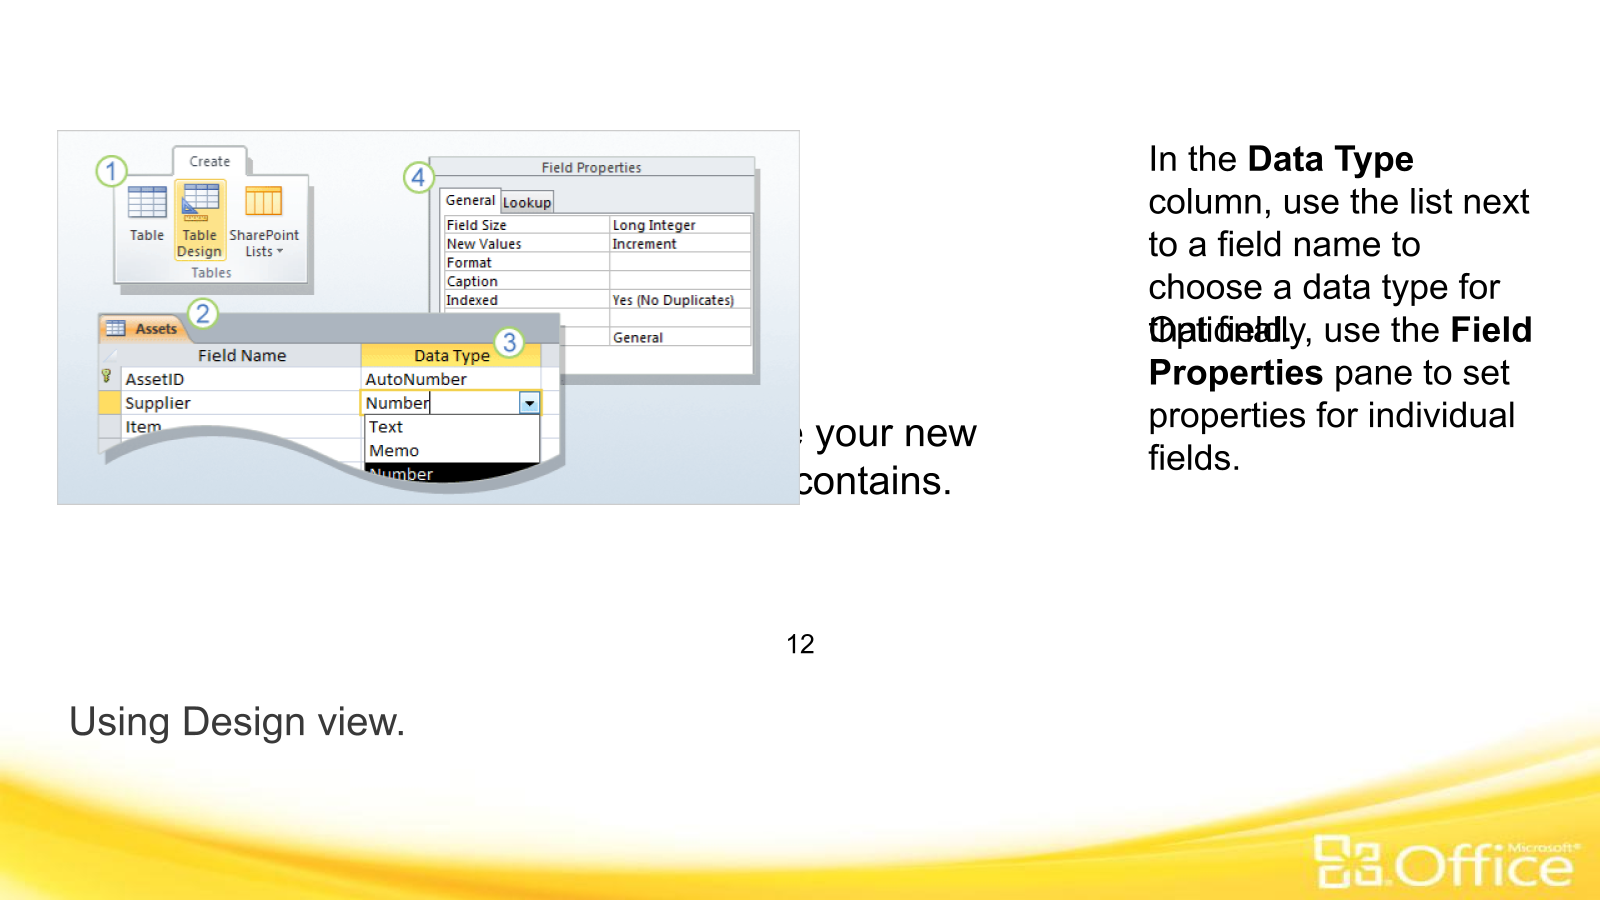 1
Create
Table
Table
Design
SharePoint
Lists
Tables
4
Field Properties
General Lookup
Field Size Long Integer
New Values Increment
Format
Caption
Indexed Yes (No Duplicates)
General
2
Assets
3
Field Name Data Type
AssetID AutoNumber
Supplier Number
Item
Text
Memo
Number
your new
contains.
In the Data Type
column, use the list next
to a field name to
choose a data type for
that field.
Optionally, use the Field
Properties pane to set
properties for individual
fields.
12
Using Design view.
Microsoft®
Office